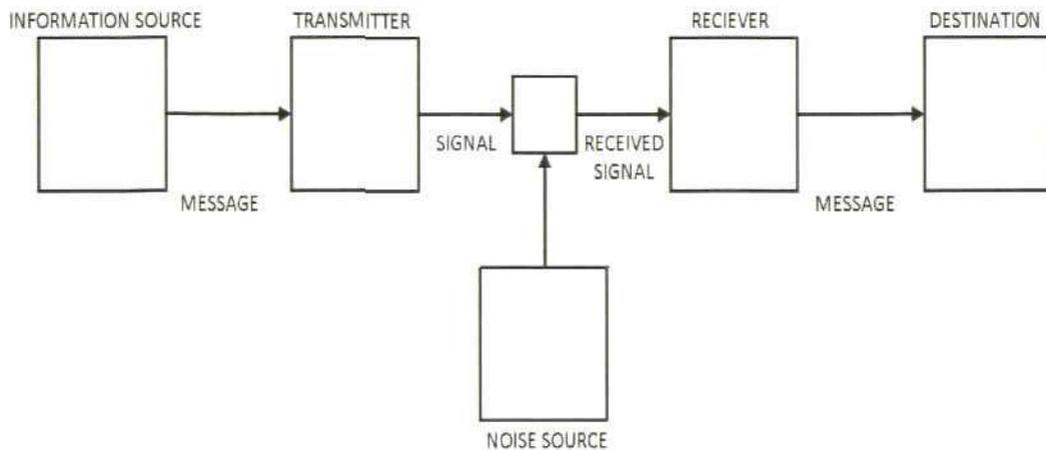 INFORMATION SOURCE
TRANSMITTER
RECIEVER
DESTINATION
SIGNAL
RECEIVED
SIGNAL
MESSAGE
MESSAGE
NOISE SOURCE